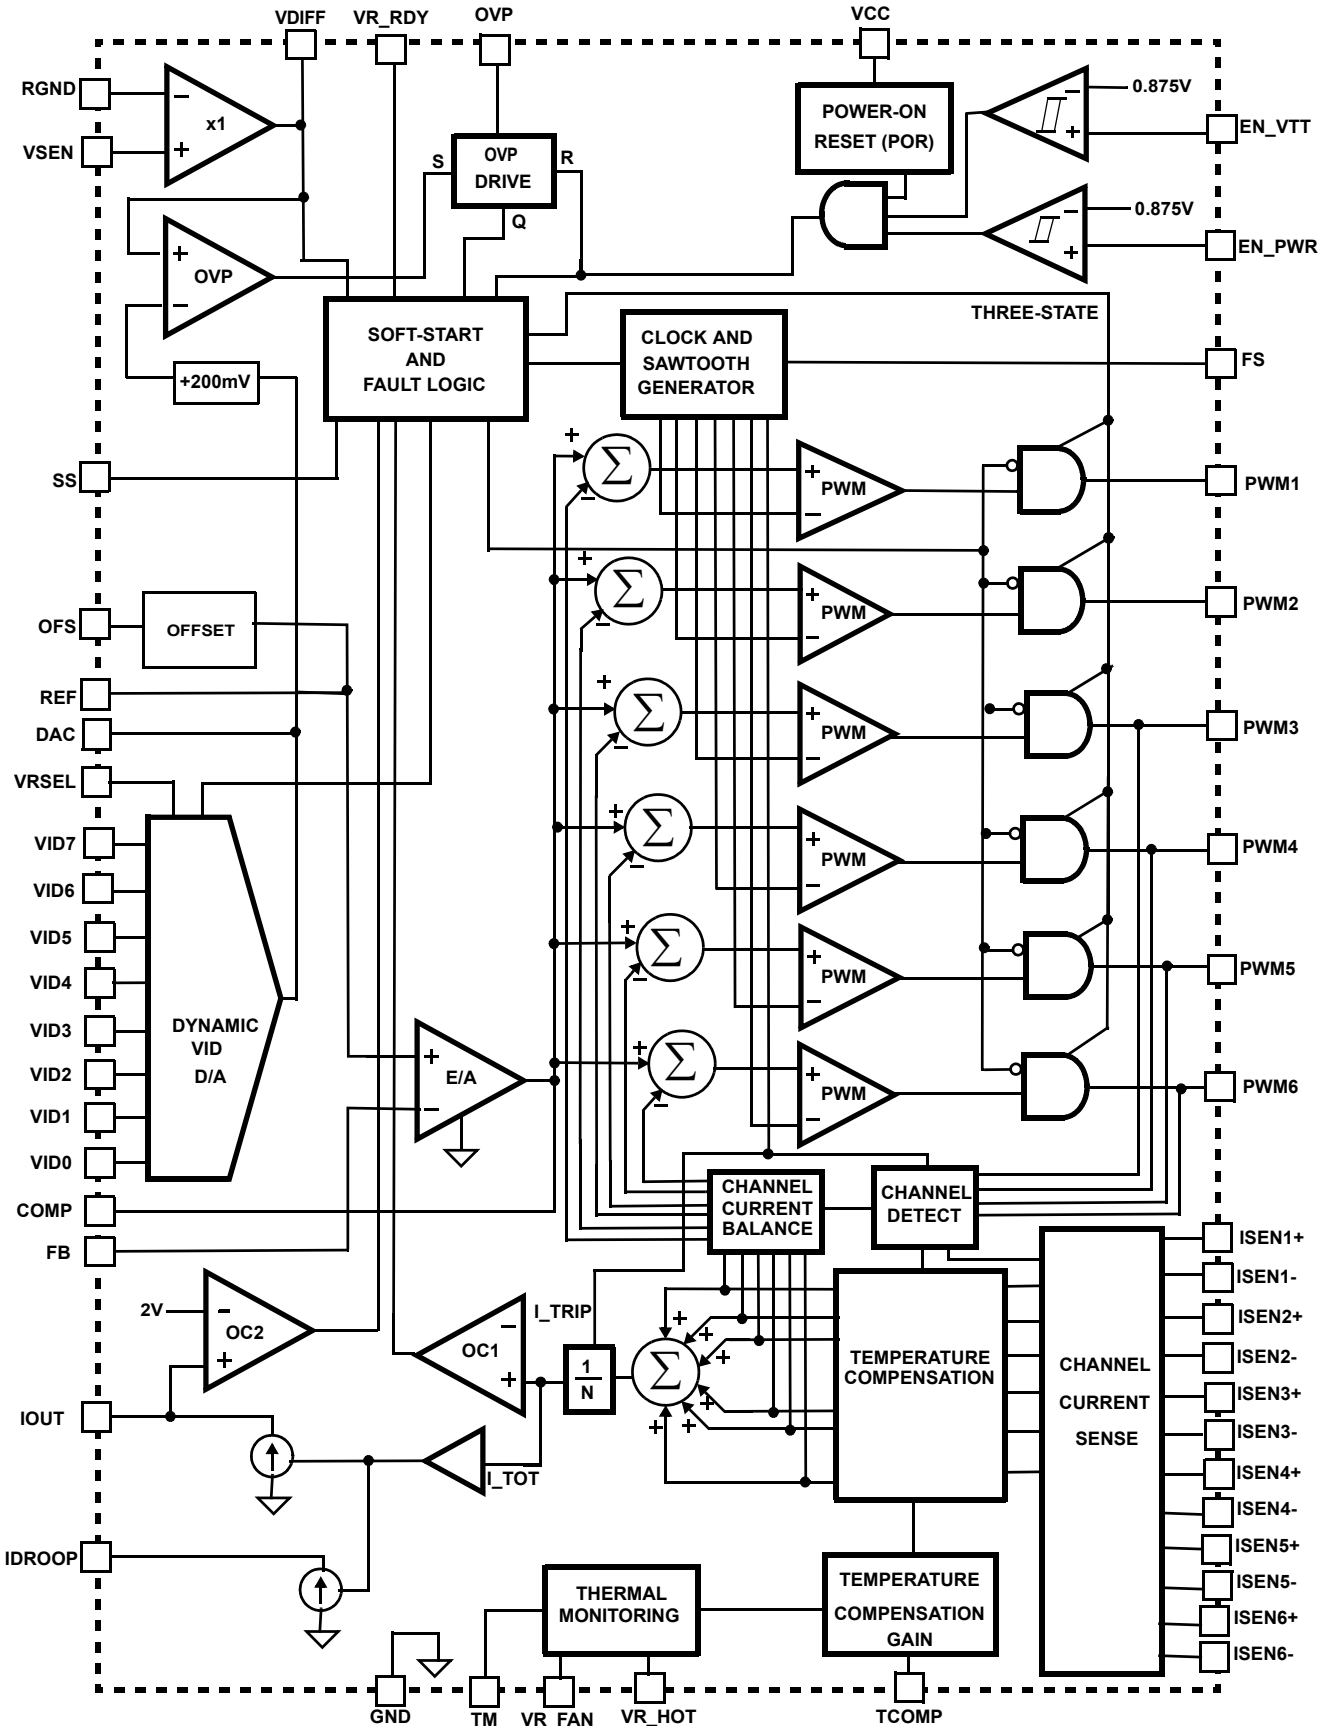 VDIFF
VR_RDY
OVP
VCC
RGND
VSEN
−
x1
+
S
OVP
DRIVE
R
Q
POWER-ON
RESET (POR)
−
+
0.875V
EN_VTT
−
+
0.875V
EN_PWR
+
OVP
−
+200mV
SOFT-START
AND
FAULT LOGIC
CLOCK AND
SAWTOOTH
GENERATOR
THREE-STATE
FS
SS
+
Σ
−
+
PWM
−
PWM1
+
Σ
−
+
PWM
−
PWM2
OFS
OFFSET
REF
DAC
VRSEL
+
Σ
−
+
PWM
−
PWM3
+
Σ
−
+
PWM
−
PWM4
+
Σ
−
+
PWM
−
PWM5
+
Σ
−
+
PWM
−
PWM6
VID7
VID6
VID5
VID4
VID3
VID2
VID1
VID0
DYNAMIC
VID
D/A
+
E/A
−
COMP
FB
CHANNEL
CURRENT
BALANCE
CHANNEL
DETECT
2V
−
OC2
+
−
OC1
+
I_TRIP
1
N
Σ
+
+
+
+
+
+
TEMPERATURE
COMPENSATION
CHANNEL
CURRENT
SENSE
ISEN1+
ISEN1-
ISEN2+
ISEN2-
ISEN3+
ISEN3-
ISEN4+
ISEN4-
ISEN5+
ISEN5-
ISEN6+
ISEN6-
IOUT
I_TOT
IDROOP
THERMAL
MONITORING
TEMPERATURE
COMPENSATION
GAIN
GND
TM
VR_FAN
VR_HOT
TCOMP